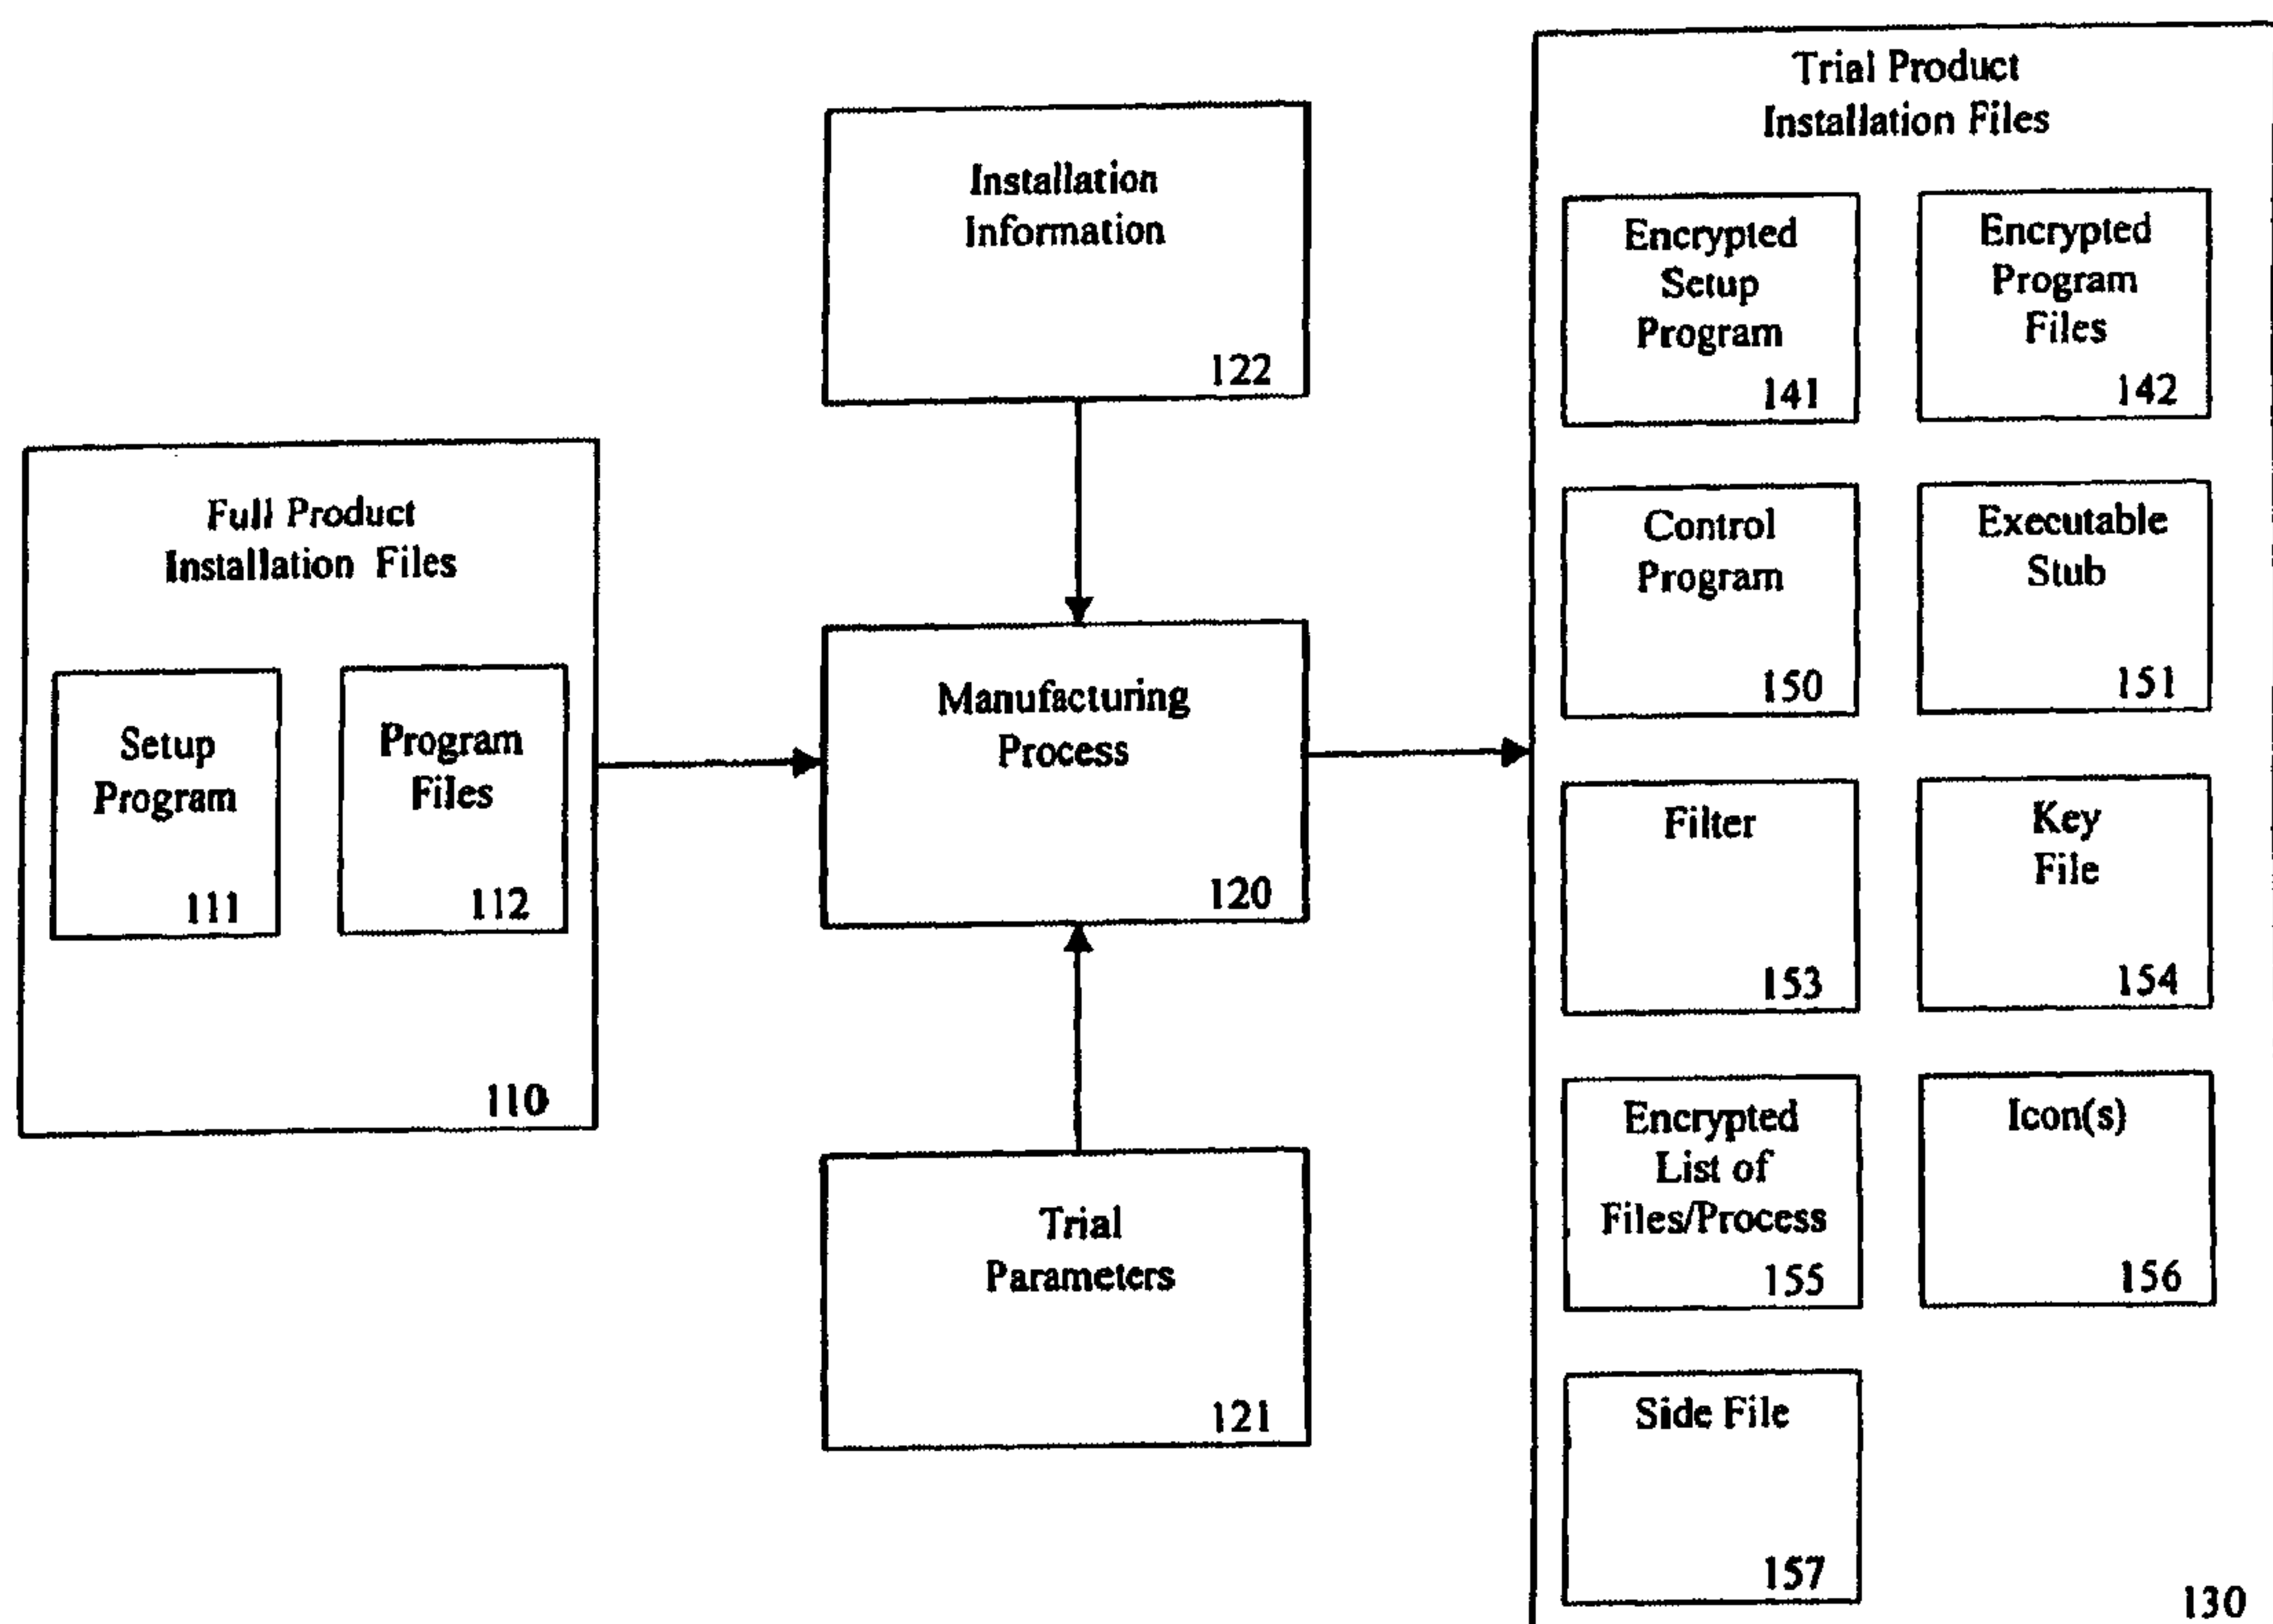 Full Product
Installation Files
Setup
Program
111
Program
Files
112
110
Installation
Information
122
Manufacturing
Process
120
Trial
Parameters
121
Trial Product
Installation Files
Encrypted
Setup
Program
141
Encrypted
Program
Files
142
Control
Program
150
Executable
Stub
151
Filter
153
Key
File
154
Encrypted
List of
Files/Process
155
Icon(s)
156
Side File
157
130